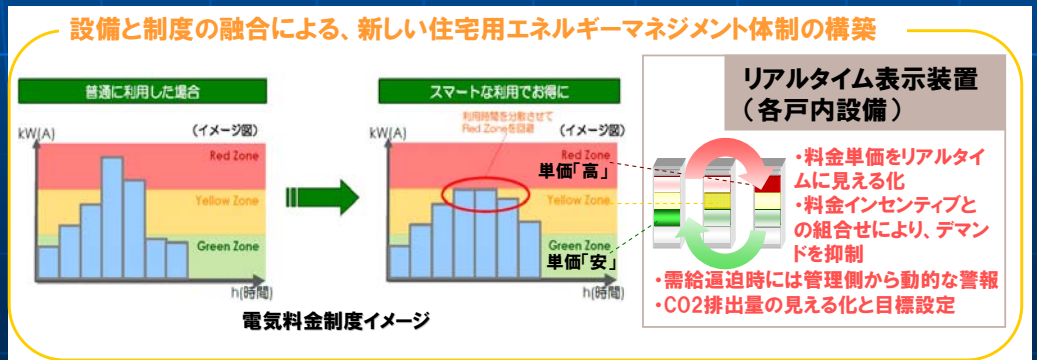 設備と制度の融合による、新しい住宅用エネルギーマネジメント体制の構築
普通に利用した場合
kW(A)
(イメージ図)
Red Zone
Yellow Zone
Green Zone
h(時間)
スマートな利用でお得に
利用時間を分散させて
Red Zoneを回避
kW(A)
(イメージ図)
Red Zone
単価「高」
Yellow Zone
Green Zone
単価「安」
h(時間)
電気料金制度イメージ
リアルタイム表示装置
(各戸内設備)
・料金単価をリアルタイ
ムに見える化
・料金インセンティブと
の組合せにより、デマン
ドを抑制
・需給逼迫時には管理側から動的な警報
・CO2排出量の見える化と目標設定